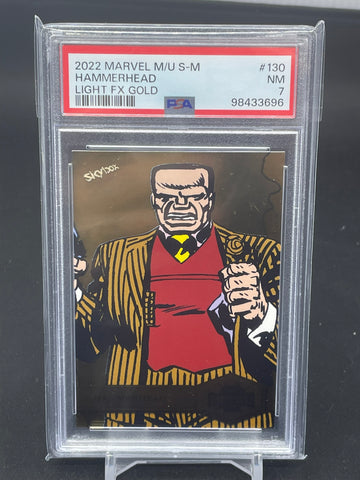 2022 MARVEL M/U S-M #130
HAMMERHEAD NM
LIGHT FX GOLD PSA 7
98433696
skybox